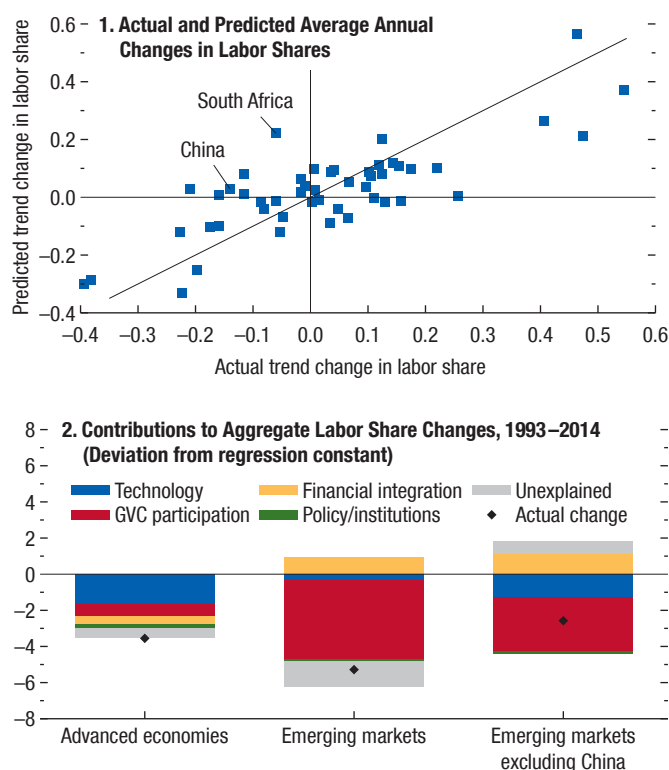 1. Actual and Predicted Average Annual
Changes in Labor Shares
Predicted trend change in labor share
0.6
0.4
0.2
0.0
–0.2
–0.4
South Africa
China
–0.4 –0.3 –0.2 –0.1 0.0 0.1 0.2 0.3 0.4 0.5 0.6
Actual trend change in labor share
2. Contributions to Aggregate Labor Share Changes, 1993–2014
(Deviation from regression constant)
Technology Financial integration Unexplained
GVC participation Policy/institutions Actual change
8
6
4
2
0
–2
–4
–6
–8
Advanced economies Emerging markets Emerging markets
excluding China